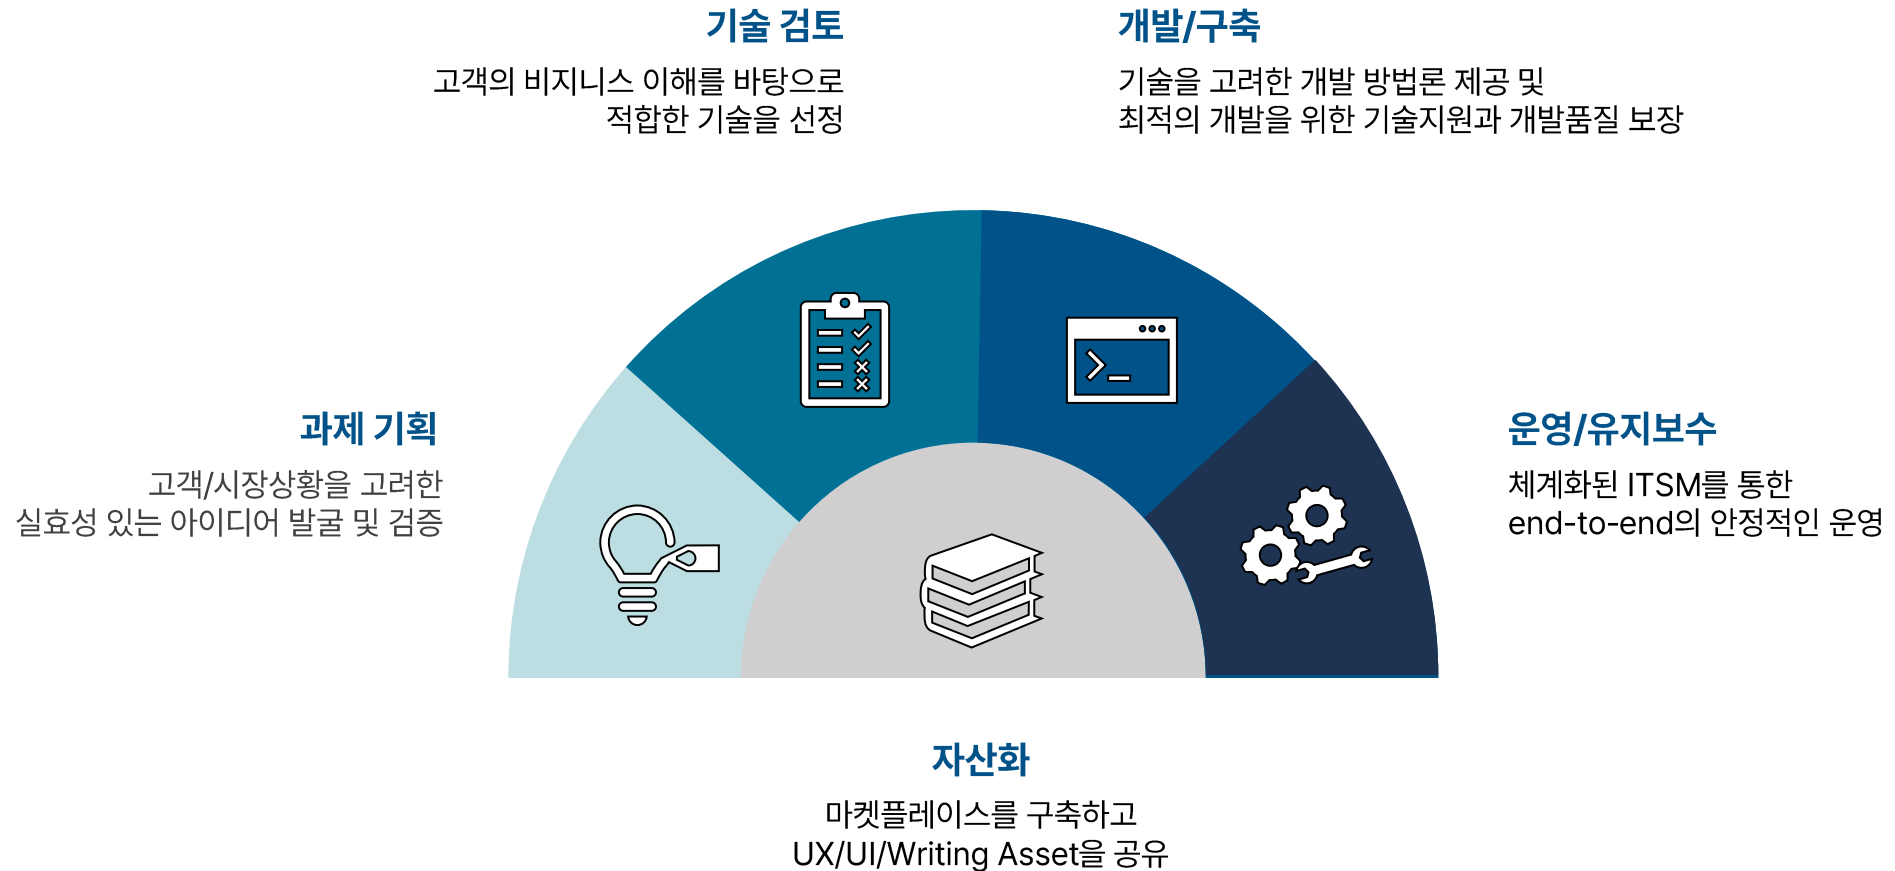 기술 검토
고객의 비지니스 이해를 바탕으로
적합한 기술을 선정
개발/구축
기술을 고려한 개발 방법론 제공 및
최적의 개발을 위한 기술지원과 개발품질 보장
과제 기획
고객/시장상황을 고려한
실효성 있는 아이디어 발굴 및 검증
운영/유지보수
체계화된 ITSM를 통한
end-to-end의 안정적인 운영
자산화
마켓플레이스를 구축하고
UX/UI/Writing Asset을 공유